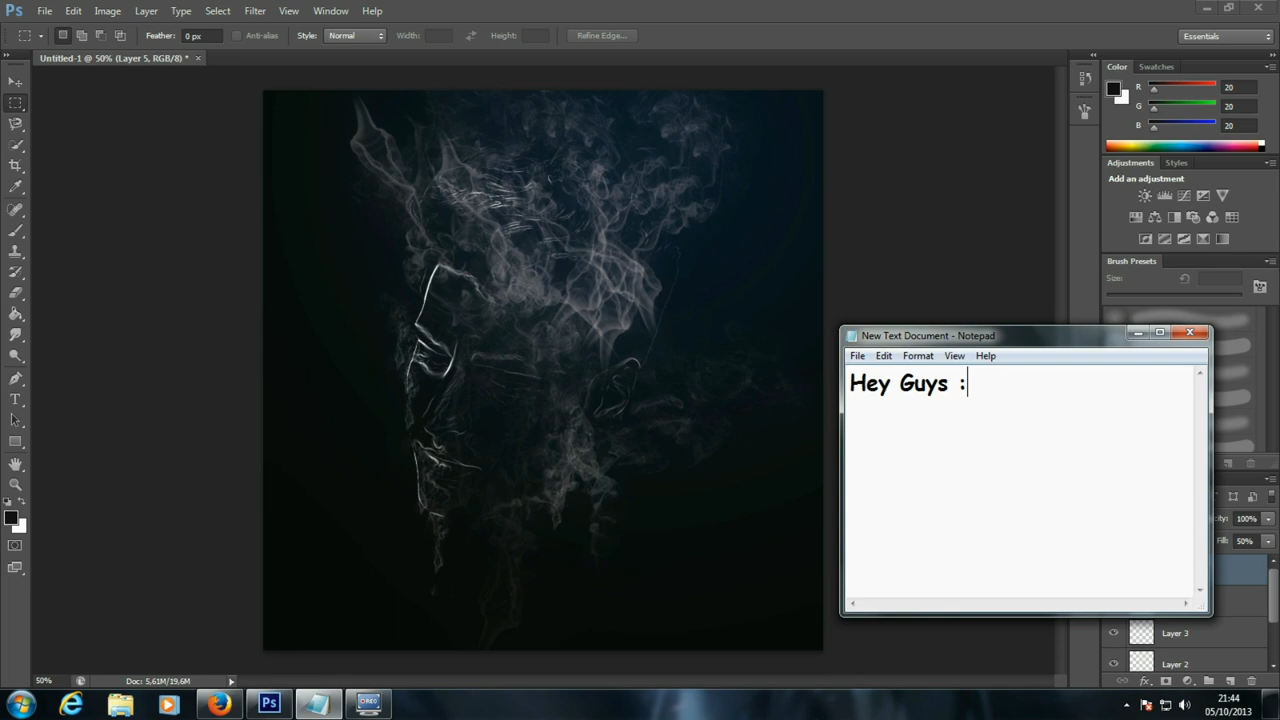 Ps File Edit Image Layer Type Select Filter View Window Help
Feather: 0 px Anti-alias Style: Normal Width: Height: Refine Edge... Essentials
Untitled-1 @ 50% (Layer 5, RGB/8) * ×
Color Swatches
R 20
G 20
B 20
Adjustments Styles
Add an adjustment
Brush Presets
Size:
New Text Document - Notepad
File Edit Format View Help
Hey Guys :
100%
Fill: 50%
Layer 3
Layer 2
50% Doc: 5,61M/19,6M
Ps
21:44
05/10/2013